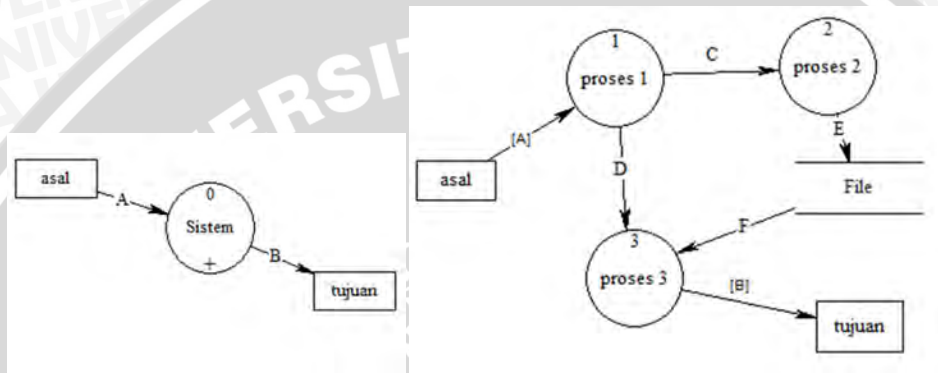 asal
A
0
Sistem
+
B
tujuan
1
proses 1
C
2
proses 2
[A]
asal
D
E
File
F
3
proses 3
[B]
tujuan